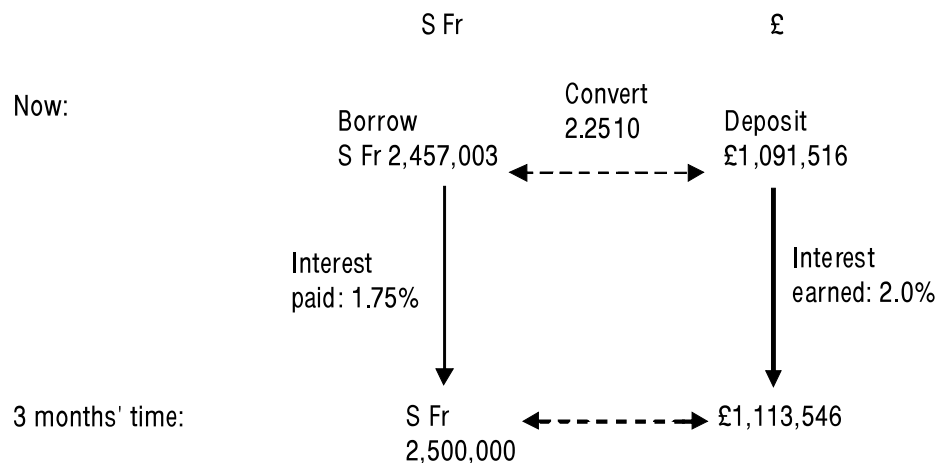 S Fr
£
Now:
Convert
2.2510
Borrow
S Fr 2,457,003
Deposit
£1,091,516
Interest
paid: 1.75%
Interest
earned: 2.0%
3 months' time:
S Fr
2,500,000
£1,113,546